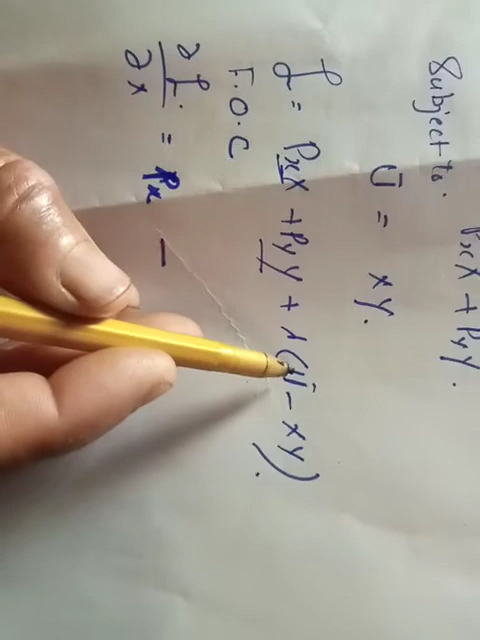 PxX + Pyy.
Subject to.
Ū = xy.
L = PxX + Pyy + λ(Ū - xy).
F.O.C
∂L/∂x = Px -